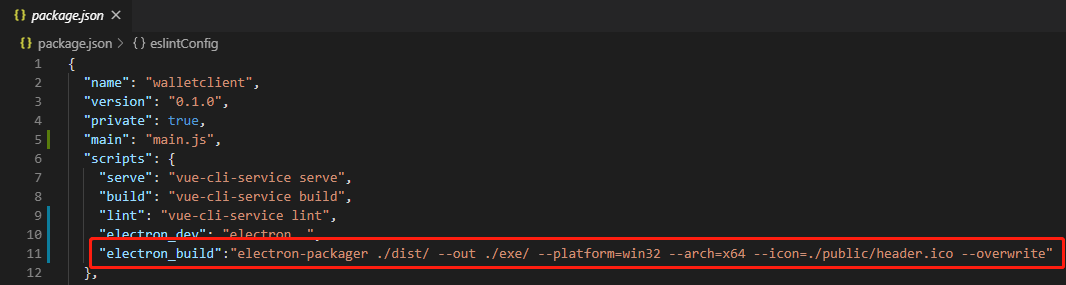 {} package.json ×
{} package.json > {} eslintConfig
1 {
2 "name": "walletclient",
3 "version": "0.1.0",
4 "private": true,
5 "main": "main.js",
6 "scripts": {
7 "serve": "vue-cli-service serve",
8 "build": "vue-cli-service build",
9 "lint": "vue-cli-service lint",
10 "electron_dev": "electron .",
11 "electron_build":"electron-packager ./dist/ --out ./exe/ --platform=win32 --arch=x64 --icon=./public/header.ico --overwrite"
12 },